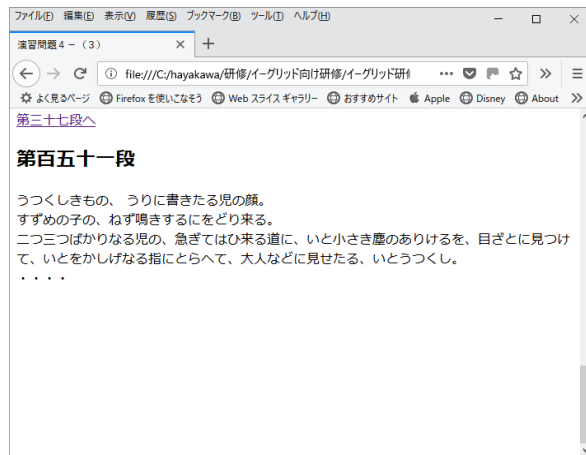 ファイル(F) 編集(E) 表示(V) 履歴(S) ブックマーク(B) ツール(T) ヘルプ(H)
演習問題4-(3)
file:///C:/hayakawa/研修/イーグリッド向け研修/イーグリッド研
よく見るページ Firefox を使いこなそう Web スライス ギャラリー おすすめサイト Apple Disney About
第三十七段へ
第百五十一段
うつくしきもの、 うりに書きたる児の顔。
すずめの子の、ねず鳴きするにをどり来る。
二つ三つばかりなる児の、急ぎてはひ来る道に、いと小さき塵のありけるを、目ざとに見つけ
て、いとをかしげなる指にとらへて、大人などに見せたる、いとうつくし。
・・・・